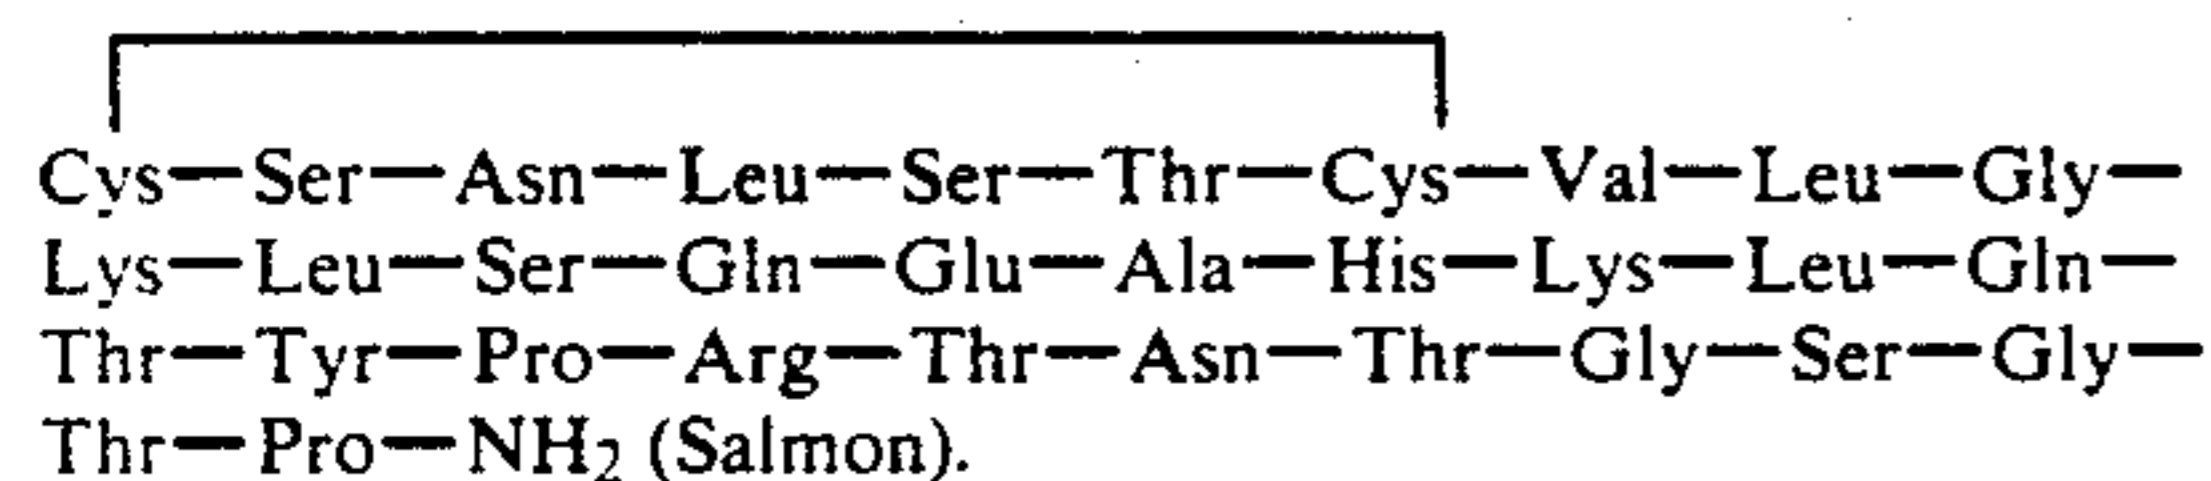 Cys—Ser—Asn—Leu—Ser—Thr—Cys—Val—Leu—Gly—
Lys—Leu—Ser—Gln—Glu—Ala—His—Lys—Leu—Gln—
Thr—Tyr—Pro—Arg—Thr—Asn—Thr—Gly—Ser—Gly—
Thr—Pro—NH₂ (Salmon).